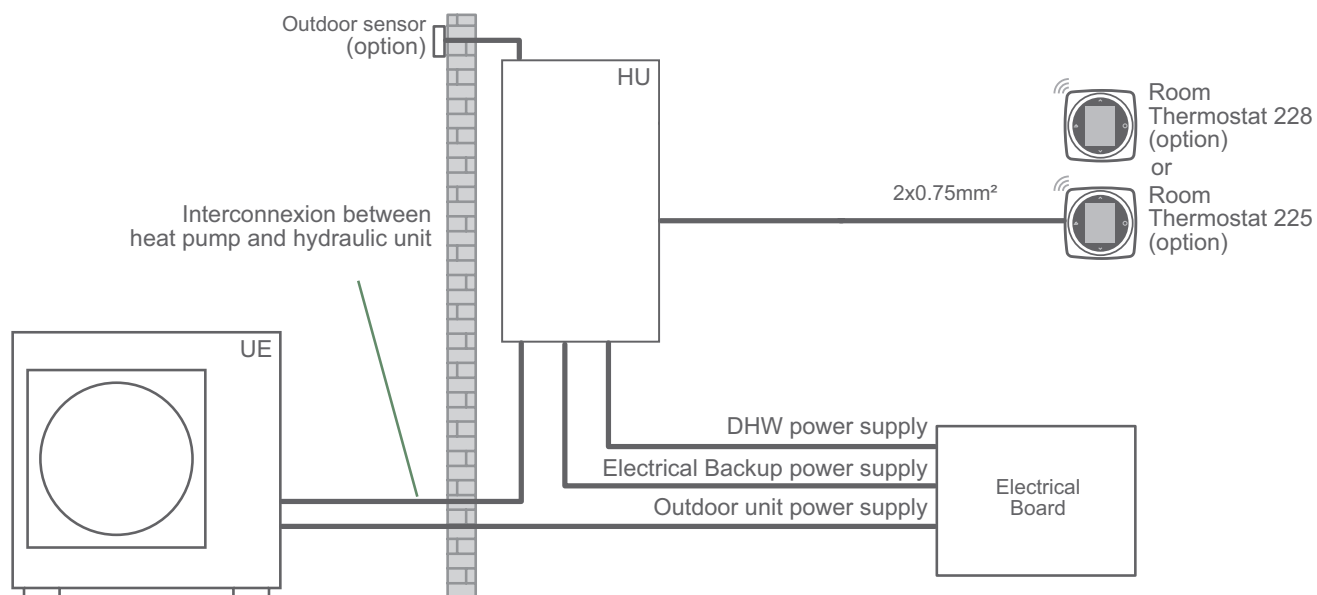 Outdoor sensor
(option)
HU
Room
Thermostat 228
(option)
or
Room
Thermostat 225
(option)
2x0.75mm²
Interconnexion between
heat pump and hydraulic unit
UE
DHW power supply
Electrical Backup power supply
Outdoor unit power supply
Electrical
Board